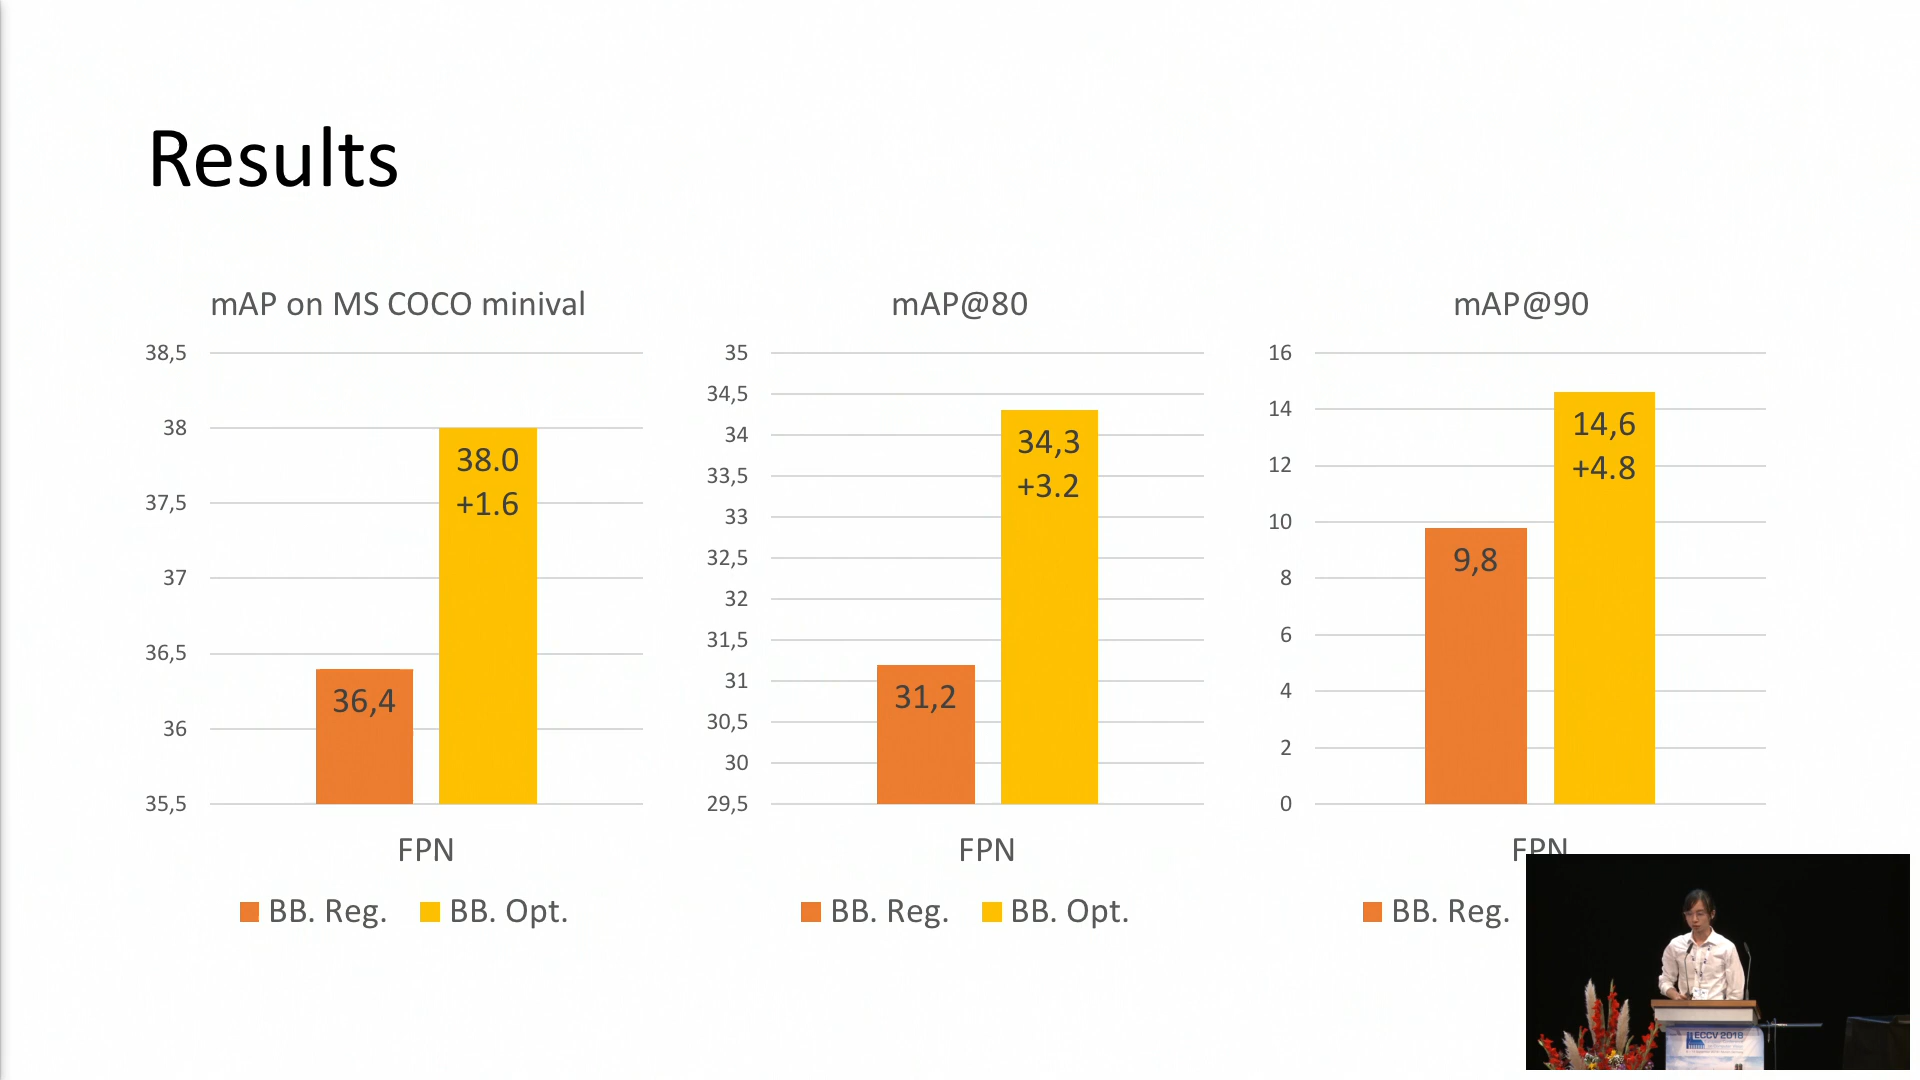 Results
mAP on MS COCO minival
38,5
38
37,5
37
36,5
36
35,5
38.0
+1.6
36,4
FPN
BB. Reg.
BB. Opt.
mAP@80
35
34,5
34
33,5
33
32,5
32
31,5
31
30,5
30
29,5
34,3
+3.2
31,2
FPN
BB. Reg.
BB. Opt.
mAP@90
16
14
12
10
8
6
4
2
0
14,6
+4.8
9,8
FPN
BB. Reg.
ECCV 2018